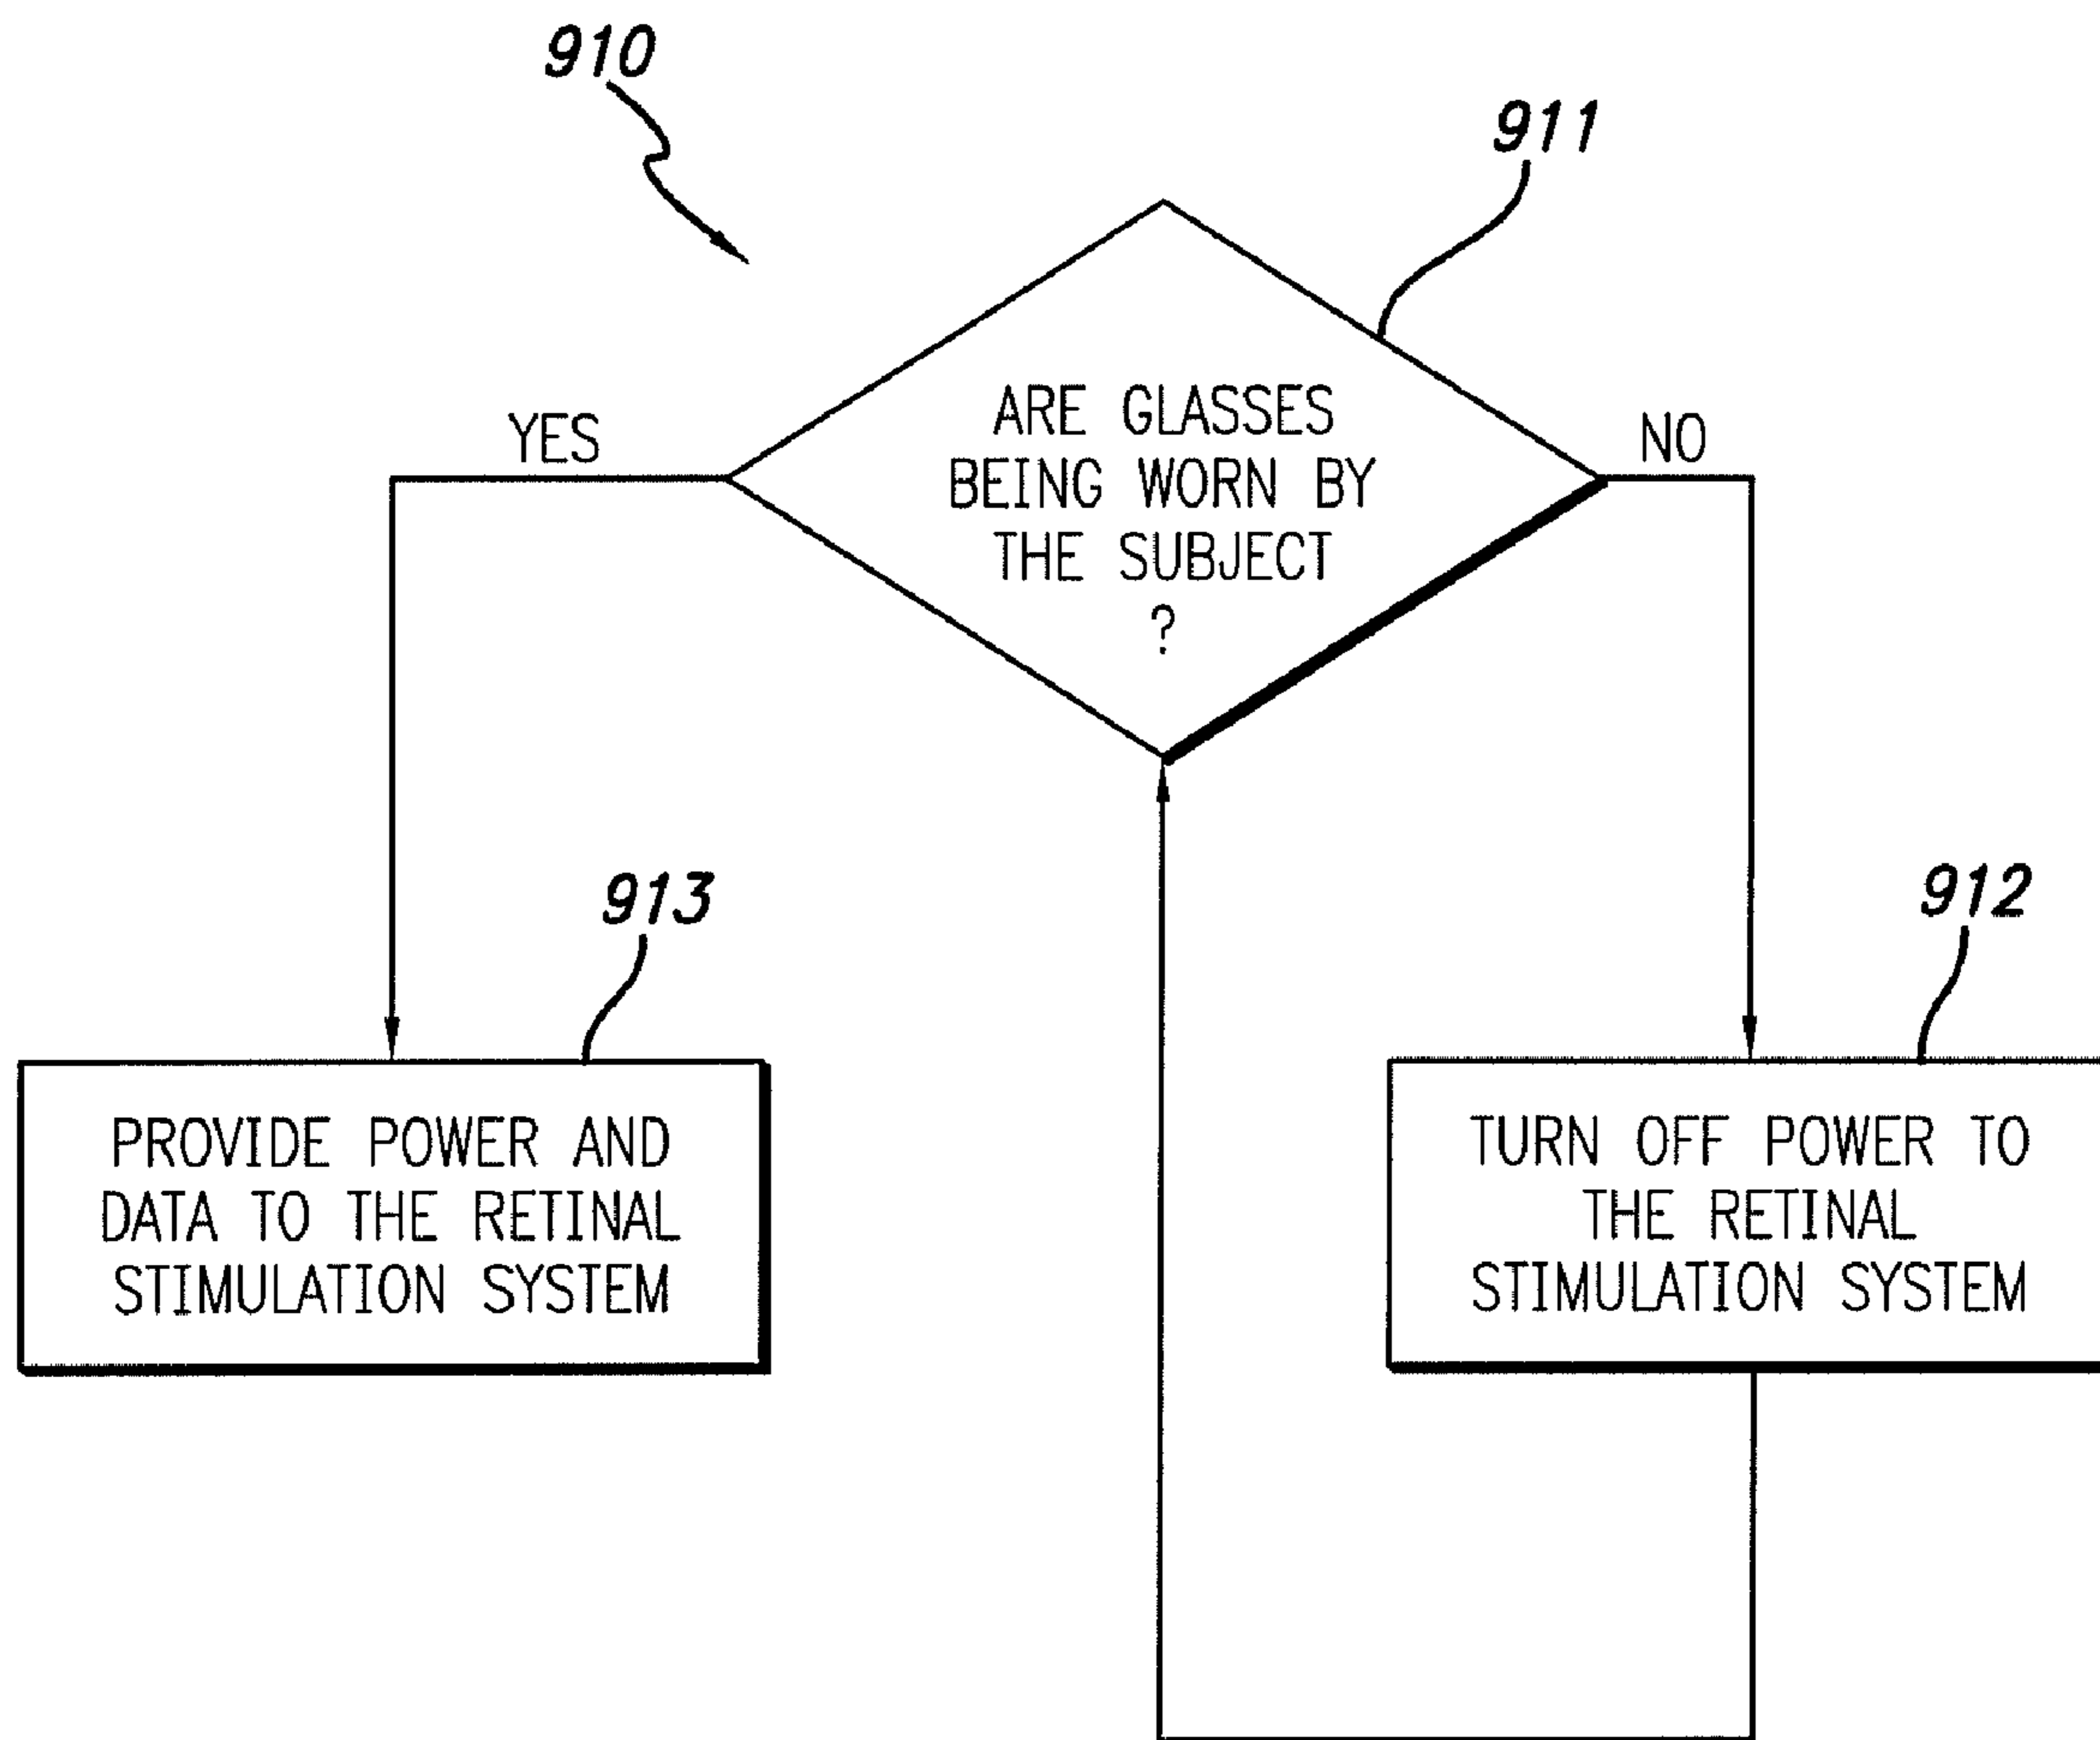 910
911
ARE GLASSES
BEING WORN BY
THE SUBJECT
?
YES
NO
913
912
PROVIDE POWER AND
DATA TO THE RETINAL
STIMULATION SYSTEM
TURN OFF POWER TO
THE RETINAL
STIMULATION SYSTEM